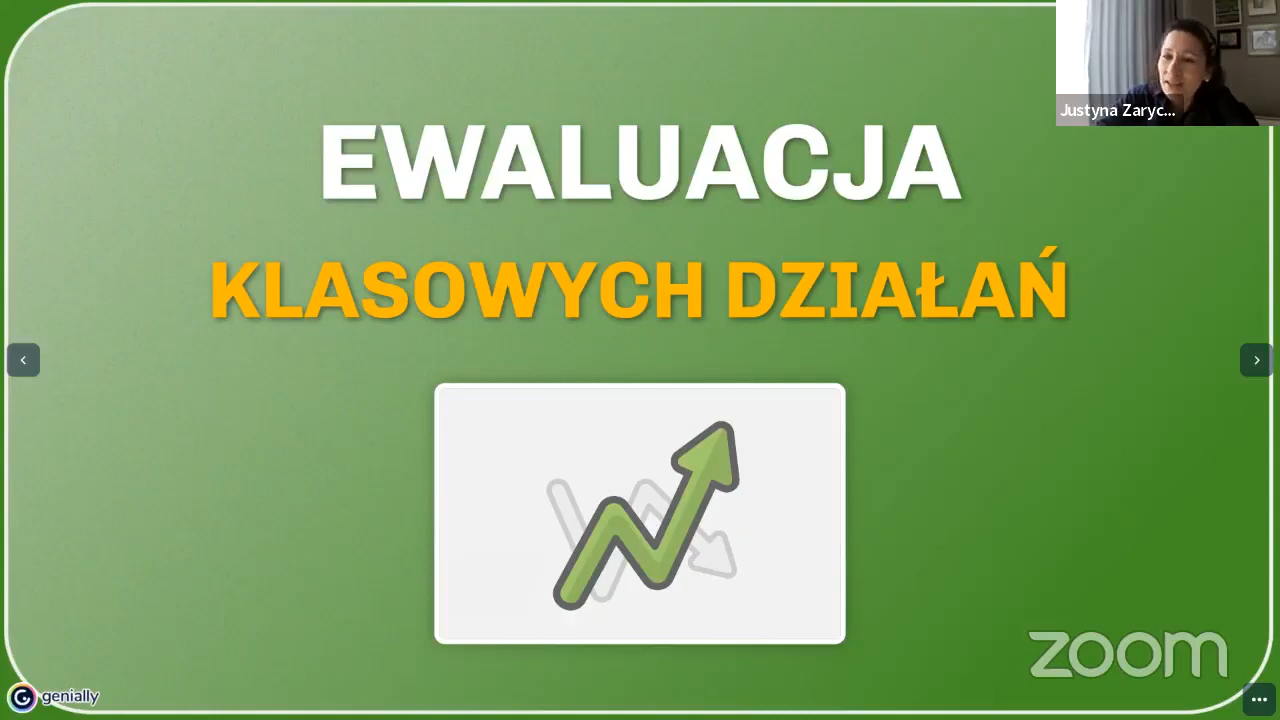 Justyna Zaryc...
EWALUACJA
KLASOWYCH DZIAŁAŃ
zoom
genially